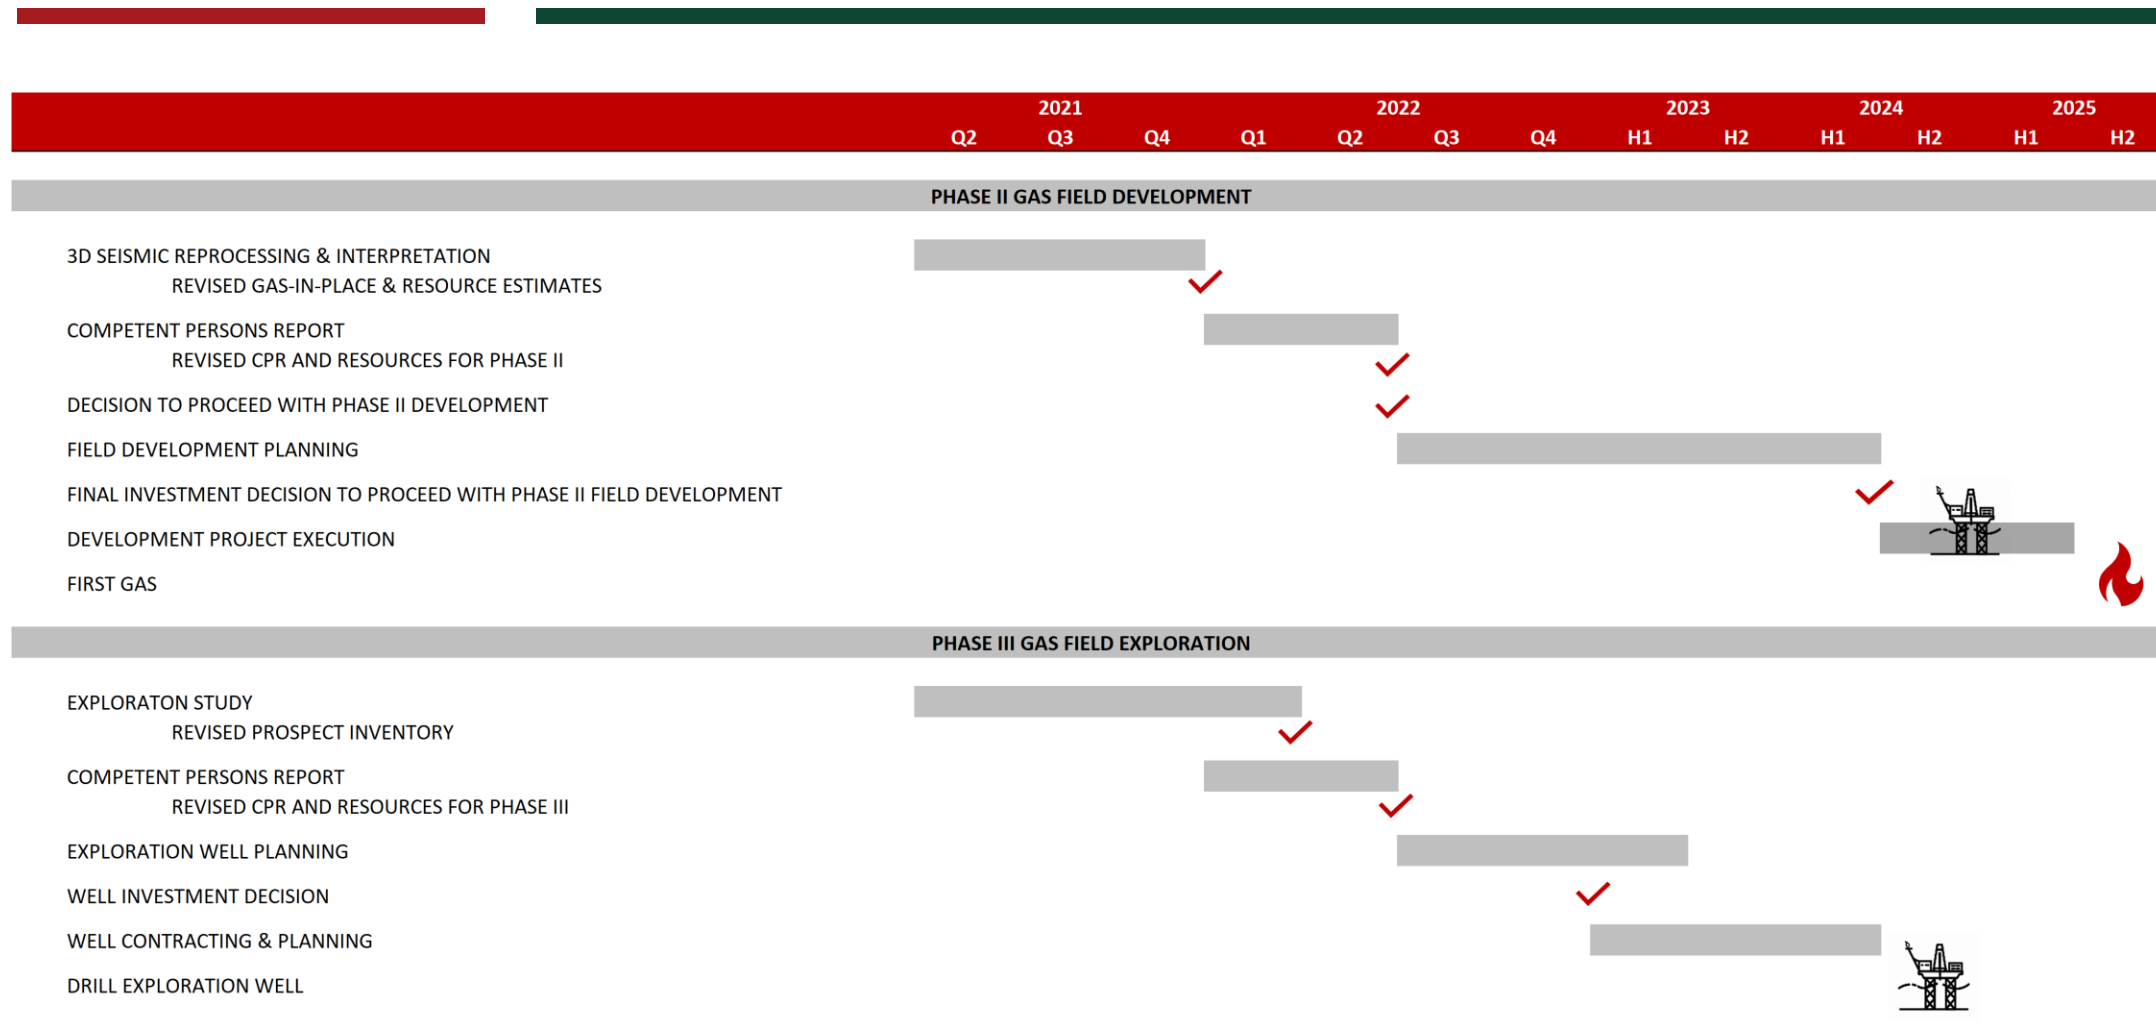 2021 2022 2023 2024 2025
Q2 Q3 Q4 Q1 Q2 Q3 Q4 H1 H2 H1 H2 H1 H2
PHASE II GAS FIELD DEVELOPMENT
3D SEISMIC REPROCESSING & INTERPRETATION
REVISED GAS-IN-PLACE & RESOURCE ESTIMATES
COMPETENT PERSONS REPORT
REVISED CPR AND RESOURCES FOR PHASE II
DECISION TO PROCEED WITH PHASE II DEVELOPMENT
FIELD DEVELOPMENT PLANNING
FINAL INVESTMENT DECISION TO PROCEED WITH PHASE II FIELD DEVELOPMENT
DEVELOPMENT PROJECT EXECUTION
FIRST GAS
PHASE III GAS FIELD EXPLORATION
EXPLORATON STUDY
REVISED PROSPECT INVENTORY
COMPETENT PERSONS REPORT
REVISED CPR AND RESOURCES FOR PHASE III
EXPLORATION WELL PLANNING
WELL INVESTMENT DECISION
WELL CONTRACTING & PLANNING
DRILL EXPLORATION WELL